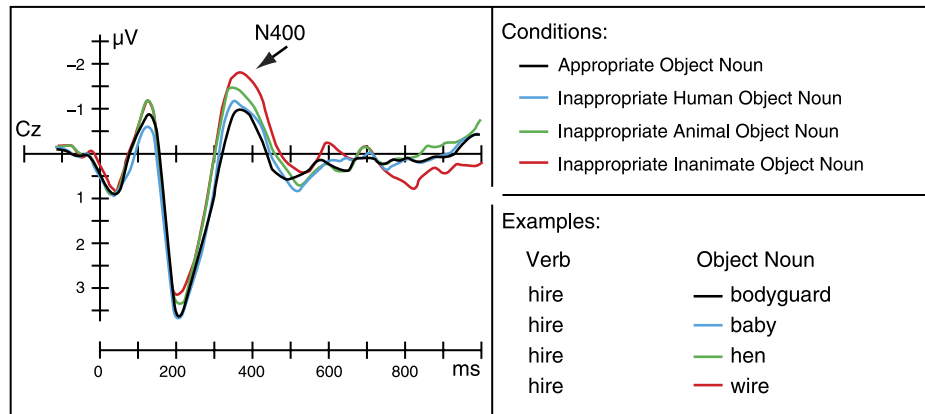 μV
N400
–2
–1
Cz
1
2
3
0
200
400
600
800
ms
Conditions:
Appropriate Object Noun
Inappropriate Human Object Noun
Inappropriate Animal Object Noun
Inappropriate Inanimate Object Noun
Examples:
Verb Object Noun
hire bodyguard
hire baby
hire hen
hire wire